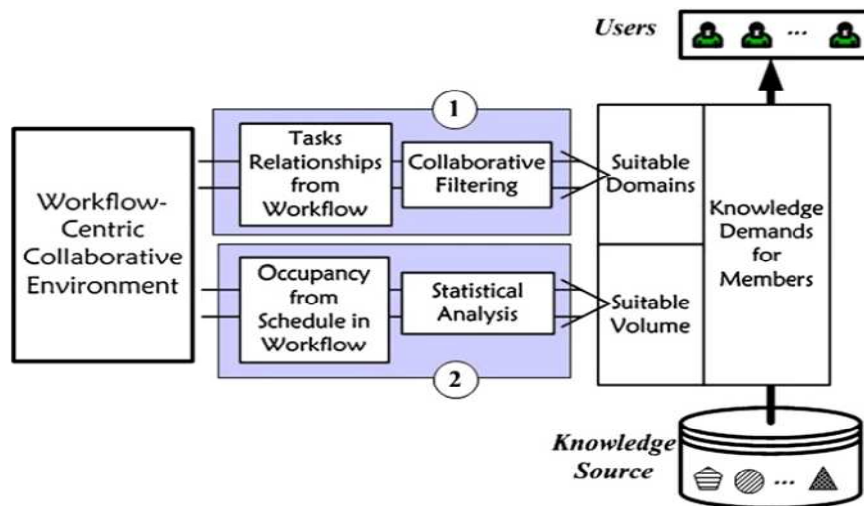 Users
...
1
Tasks
Relationships
from
Workflow
Collaborative
Filtering
Suitable
Domains
Workflow-
Centric
Collaborative
Environment
Knowledge
Demands
for
Members
Occupancy
from
Schedule in
Workflow
Statistical
Analysis
Suitable
Volume
2
Knowledge
Source
...